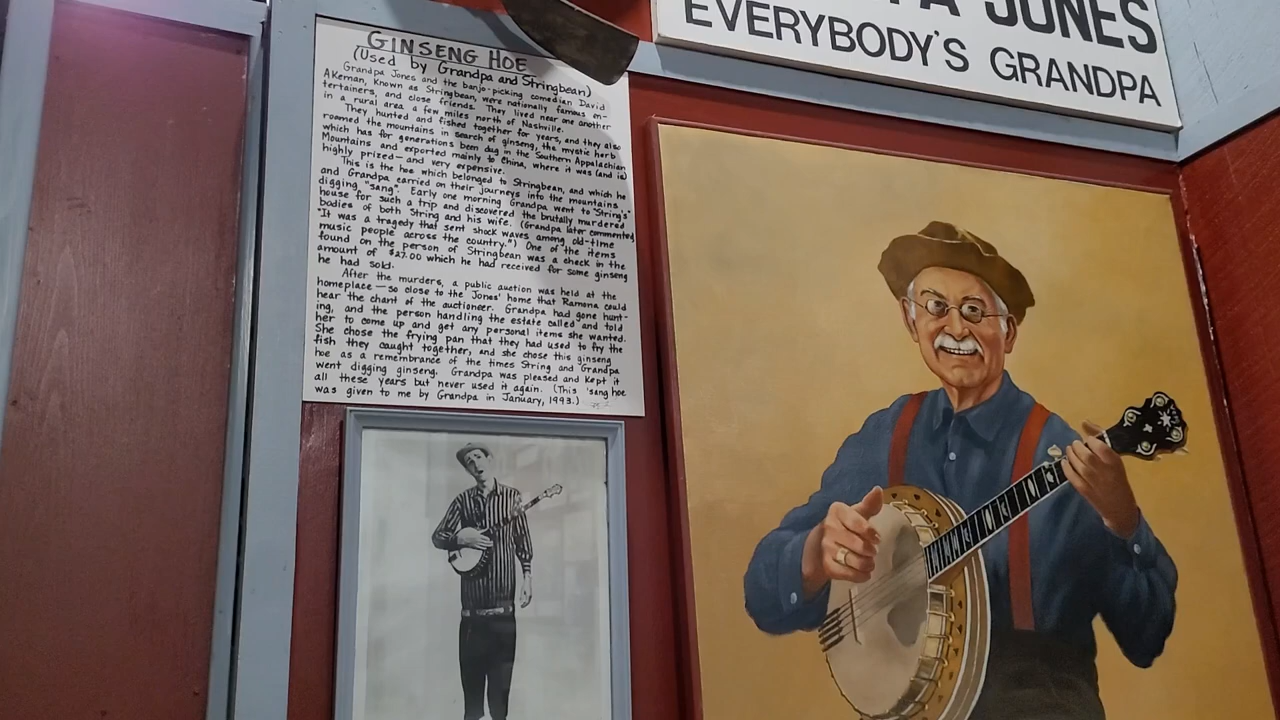 GINSENG HOE
(Used by Grandpa and Stringbean)
Grandpa Jones and the banjo-picking comedian David
Akeman, known as Stringbean, were nationally famous en-
tertainers, and close friends. They lived near one another
in a rural area a few miles north of Nashville.
They hunted and fished together for years, and they also
roamed the mountains in search of ginseng, the mystic herb
which has for generations been dug in the Southern Appalachian
Mountains and exported mainly to China, where it was (and is)
highly prized—and very expensive.
This is the hoe which belonged to Stringbean, and which he
and Grandpa carried on their journeys into the mountains
digging "sang". Early one morning Grandpa went to "String's"
house for such a trip and discovered the brutally murdered
bodies of both String and his wife. (Grandpa later commented,
"It was a tragedy that sent shock waves among old-time
music people across the country.") One of the items
found on the person of Stringbean was a check in the
amount of $27.00 which he had received for some ginseng
he had sold.
After the murders, a public auction was held at the
homeplace—so close to the Jones' home that Ramona could
hear the chant of the auctioneer. Grandpa had gone hunt-
ing, and the person handling the estate called and told
her to come up and get any personal items she wanted.
She chose the frying pan that they had used to fry the
fish they caught together, and she chose this ginseng
hoe as a remembrance of the times String and Grandpa
went digging ginseng. Grandpa was pleased and kept it
all these years but never used it again. (This 'sang hoe
was given to me by Grandpa in January, 1993.)
PA JONES
EVERYBODY'S GRANDPA